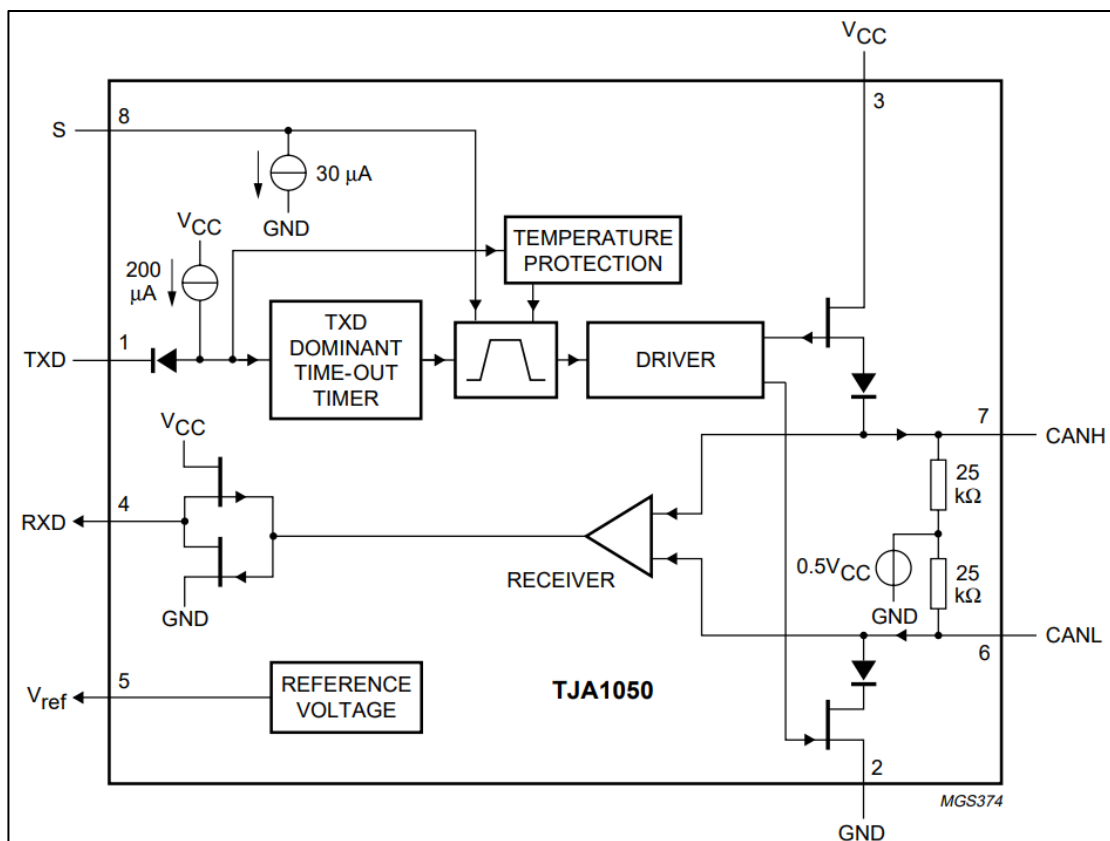 VCC
3
8
S
30 μA
GND
VCC
200
μA
TEMPERATURE
PROTECTION
1
TXD
TXD
DOMINANT
TIME-OUT
TIMER
DRIVER
VCC
7
CANH
25
kΩ
4
RXD
RECEIVER
0.5VCC
25
kΩ
GND
GND
CANL
6
5
Vref
REFERENCE
VOLTAGE
TJA1050
2
MGS374
GND